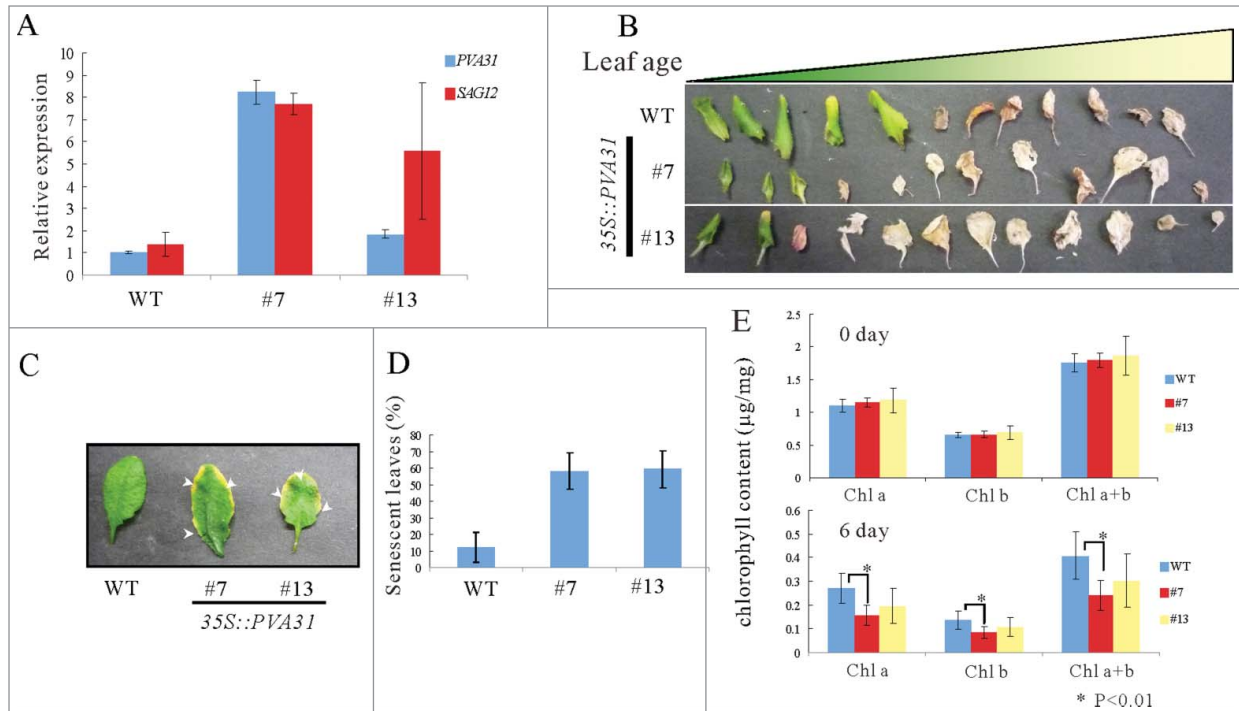 A
10
9
8
7
6
5
4
3
2
1
0
Relative expression
PVA31
SAG12
WT
#7
#13
B
Leaf age
WT
#7
#13
35S::PVA31
C
WT
#7
#13
35S::PVA31
D
Senescent leaves (%)
80
70
60
50
40
30
20
10
0
WT
#7
#13
E
chlorophyll content (µg/mg)
0 day
2.5
2
1.5
1
0.5
0
Chl a
Chl b
Chl a+b
WT
#7
#13
6 day
0.6
0.5
0.4
0.3
0.2
0.1
0
*
*
*
Chl a
Chl b
Chl a+b
WT
#7
#13
* P<0.01